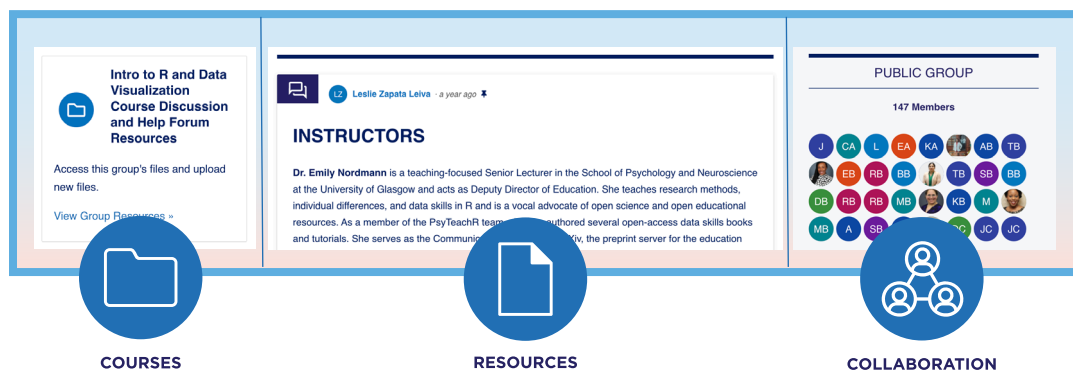 Intro to R and Data
Visualization
Course Discussion
and Help Forum
Resources
Access this group's files and upload
new files.
View Group Resources »
LZ Leslie Zapata Leiva · a year ago
INSTRUCTORS
Dr. Emily Nordmann is a teaching-focused Senior Lecturer in the School of Psychology and Neuroscience
at the University of Glasgow and acts as Deputy Director of Education. She teaches research methods,
individual differences, and data skills in R and is a vocal advocate of open science and open educational
resources. As a member of the PsyTeachR team authored several open-access data skills books
and tutorials. She serves as the the preprint server for the education
PUBLIC GROUP
147 Members
J CA L EA KA AB TB
EB RB BB TB SB BB
DB RB RB MB KB M
MB A SB JC JC
COURSES
RESOURCES
COLLABORATION